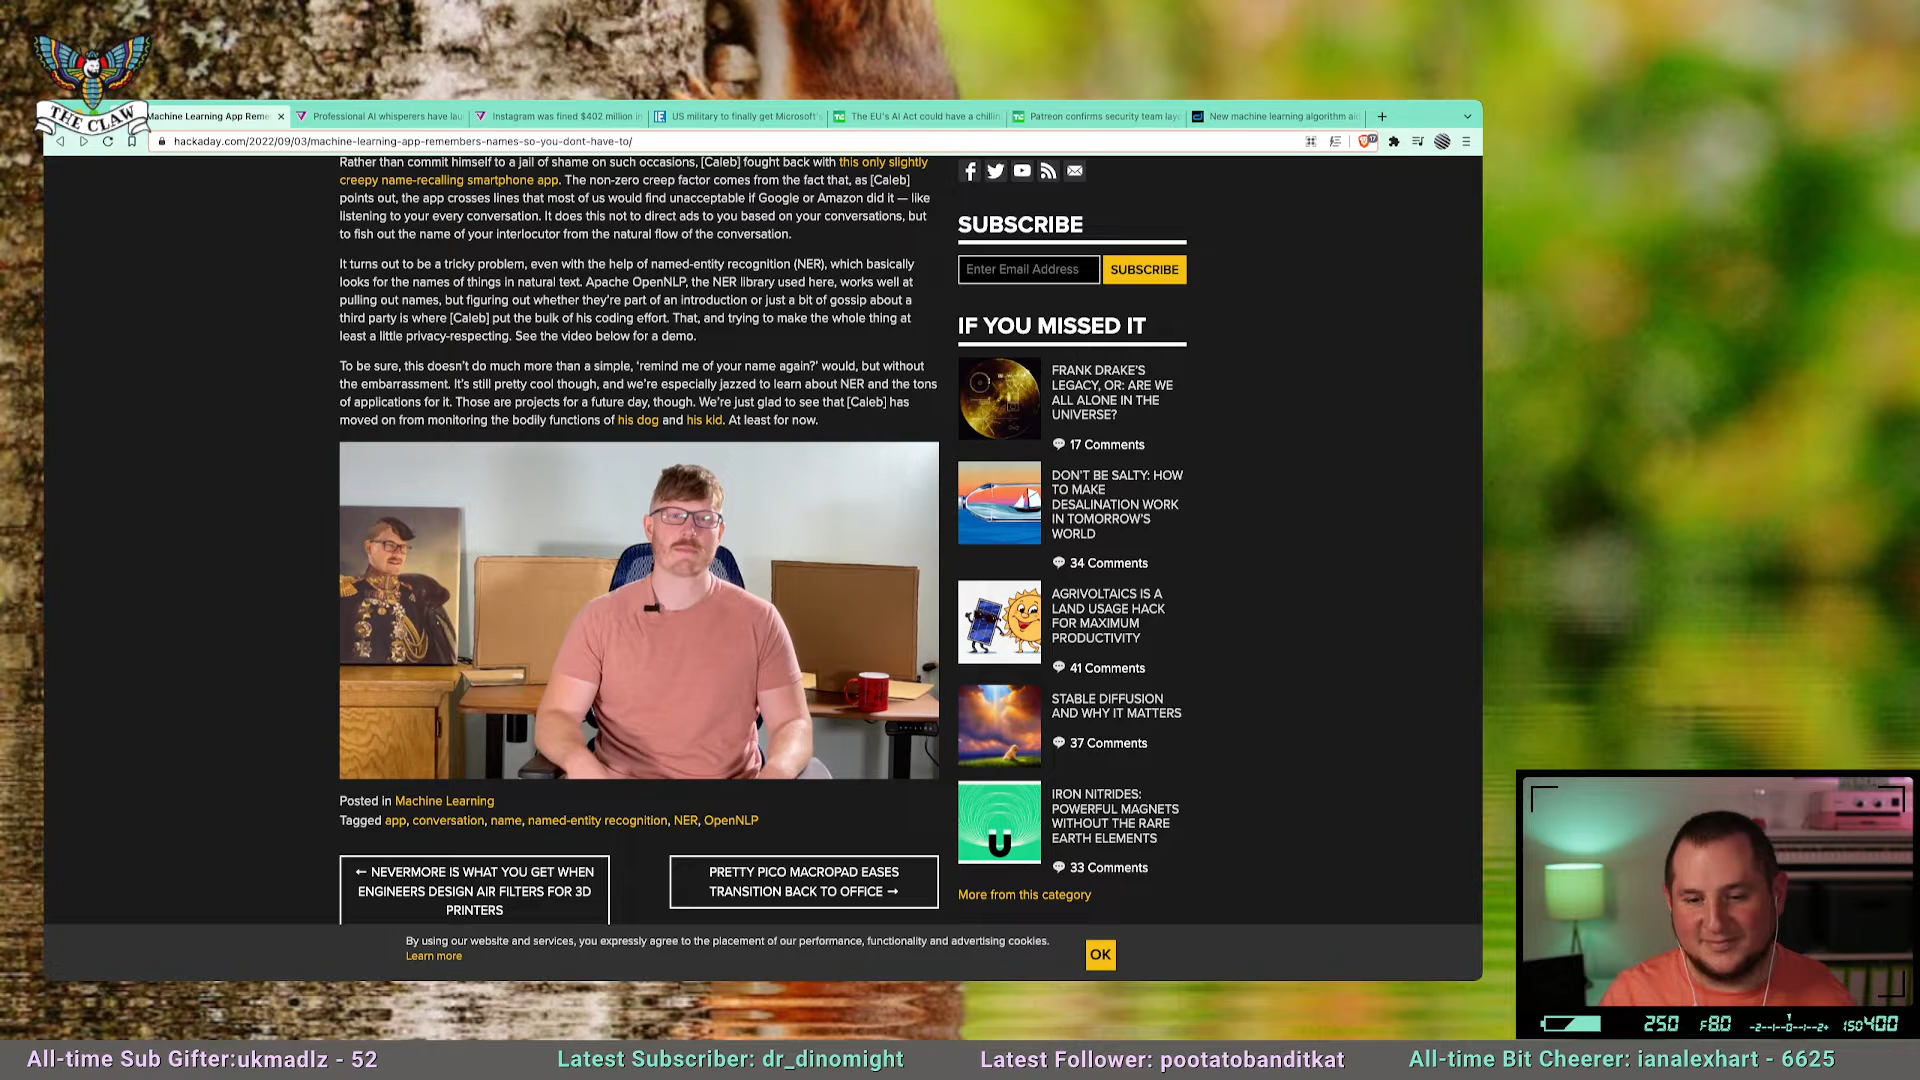 THE CLAW
Machine Learning App Reme
Professional AI whisperers have lau
Instagram was fined $402 million in
US military to finally get Microsoft's
The EU's AI Act could have a chillin
Patreon confirms security team layo
New machine learning algorithm aid
hackaday.com/2022/09/03/machine-learning-app-remembers-names-so-you-dont-have-to/
Rather than commit himself to a jail of shame on such occasions, [Caleb] fought back with this only slightly
creepy name-recalling smartphone app. The non-zero creep factor comes from the fact that, as [Caleb]
points out, the app crosses lines that most of us would find unacceptable if Google or Amazon did it — like
listening to your every conversation. It does this not to direct ads to you based on your conversations, but
to fish out the name of your interlocutor from the natural flow of the conversation.
It turns out to be a tricky problem, even with the help of named-entity recognition (NER), which basically
looks for the names of things in natural text. Apache OpenNLP, the NER library used here, works well at
pulling out names, but figuring out whether they're part of an introduction or just a bit of gossip about a
third party is where [Caleb] put the bulk of his coding effort. That, and trying to make the whole thing at
least a little privacy-respecting. See the video below for a demo.
To be sure, this doesn't do much more than a simple, 'remind me of your name again?' would, but without
the embarrassment. It's still pretty cool though, and we're especially jazzed to learn about NER and the tons
of applications for it. Those are projects for a future day, though. We're just glad to see that [Caleb] has
moved on from monitoring the bodily functions of his dog and his kid. At least for now.
Posted in Machine Learning
Tagged app, conversation, name, named-entity recognition, NER, OpenNLP
← NEVERMORE IS WHAT YOU GET WHEN
ENGINEERS DESIGN AIR FILTERS FOR 3D
PRINTERS
PRETTY PICO MACROPAD EASES
TRANSITION BACK TO OFFICE →
SUBSCRIBE
Enter Email Address
SUBSCRIBE
IF YOU MISSED IT
FRANK DRAKE'S
LEGACY, OR: ARE WE
ALL ALONE IN THE
UNIVERSE?
17 Comments
DON'T BE SALTY: HOW
TO MAKE
DESALINATION WORK
IN TOMORROW'S
WORLD
34 Comments
AGRIVOLTAICS IS A
LAND USAGE HACK
FOR MAXIMUM
PRODUCTIVITY
41 Comments
STABLE DIFFUSION
AND WHY IT MATTERS
37 Comments
IRON NITRIDES:
POWERFUL MAGNETS
WITHOUT THE RARE
EARTH ELEMENTS
33 Comments
More from this category
By using our website and services, you expressly agree to the placement of our performance, functionality and advertising cookies.
Learn more
OK
250 F8.0 -2--1--0--1--2+ ISO400
All-time Sub Gifter:ukmadlz - 52
Latest Subscriber: dr_dinomight
Latest Follower: pootatobanditkat
All-time Bit Cheerer: ianalexhart - 6625